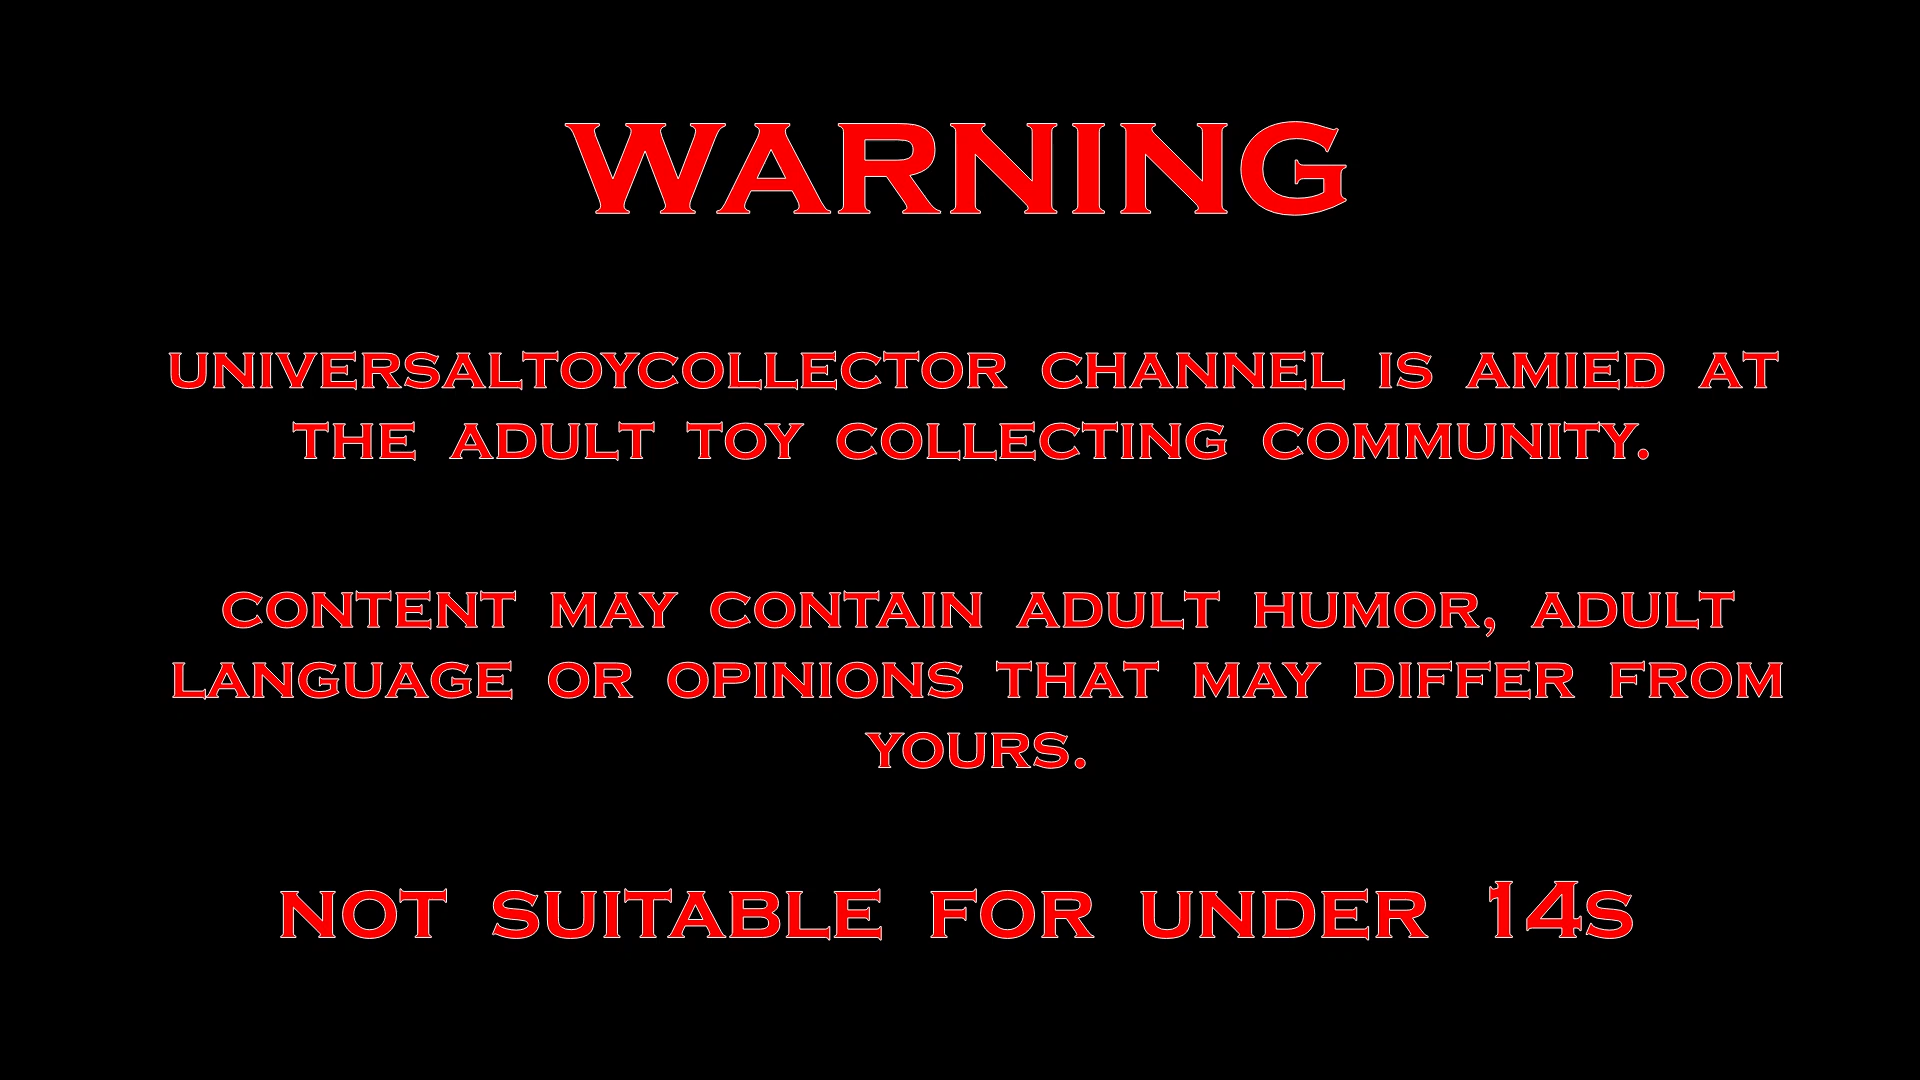 WARNING
UNIVERSALTOYCOLLECTOR CHANNEL IS AMIED AT
THE ADULT TOY COLLECTING COMMUNITY.
CONTENT MAY CONTAIN ADULT HUMOR, ADULT
LANGUAGE OR OPINIONS THAT MAY DIFFER FROM
YOURS.
NOT SUITABLE FOR UNDER 14S